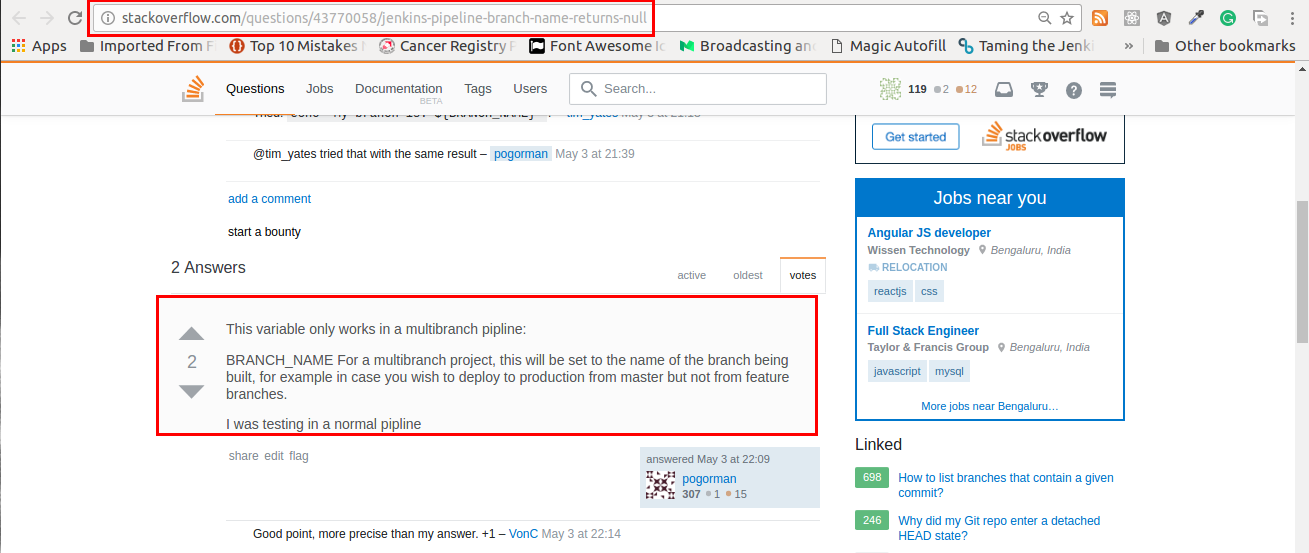 stackoverflow.com/questions/43770058/jenkins-pipeline-branch-name-returns-null
Apps Imported From F Top 10 Mistakes Cancer Registry Font Awesome Broadcasting an Magic Autofill Taming the Jenki » Other bookmarks
Questions Jobs Documentation Tags Users Search... 119 2 12
BETA
@tim_yates tried that with the same result – pogorman May 3 at 21:39
add a comment
start a bounty
2 Answers
active oldest votes
This variable only works in a multibranch pipline:
2
BRANCH_NAME For a multibranch project, this will be set to the name of the branch being
built, for example in case you wish to deploy to production from master but not from feature
branches.
I was testing in a normal pipline
share edit flag
answered May 3 at 22:09
pogorman
307 1 15
Good point, more precise than my answer. +1 – VonC May 3 at 22:14
Get started
stackoverflow
JOBS
Jobs near you
Angular JS developer
Wissen Technology Bengaluru, India
RELOCATION
reactjs css
Full Stack Engineer
Taylor & Francis Group Bengaluru, India
javascript mysql
More jobs near Bengaluru…
Linked
698 How to list branches that contain a given
commit?
246 Why did my Git repo enter a detached
HEAD state?